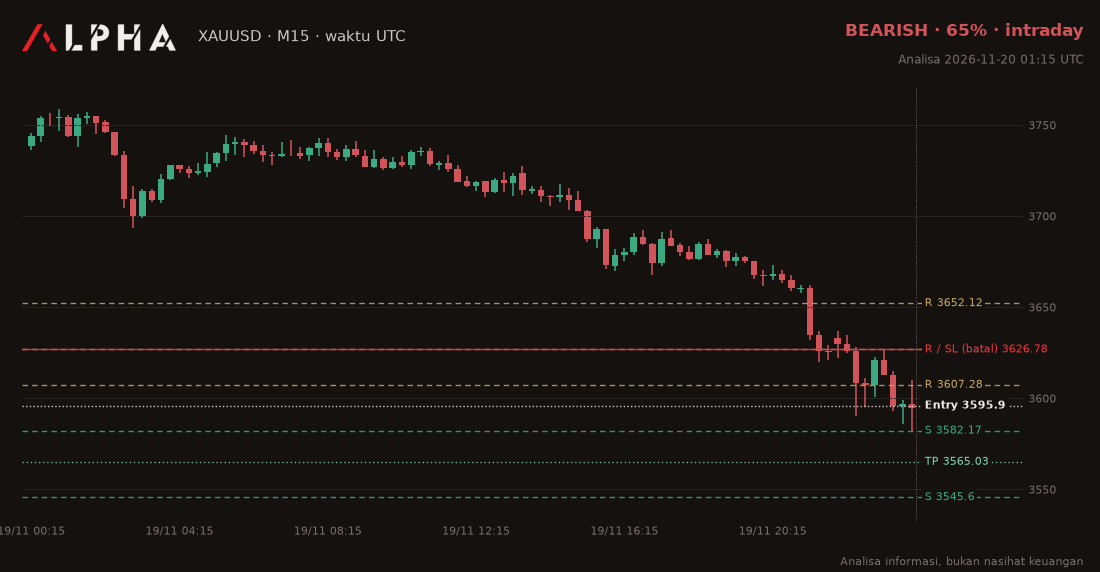 ALPHA XAUUSD · M15 · waktu UTC
BEARISH · 65% · intraday
Analisa 2026-11-20 01:15 UTC
3750
3700
R 3652.12
3650
R / SL (batal) 3626.78
R 3607.28
3600
Entry 3595.9
S 3582.17
TP 3565.03
3550
S 3545.6
19/11 00:15 19/11 04:15 19/11 08:15 19/11 12:15 19/11 16:15 19/11 20:15
Analisa informasi, bukan nasihat keuangan